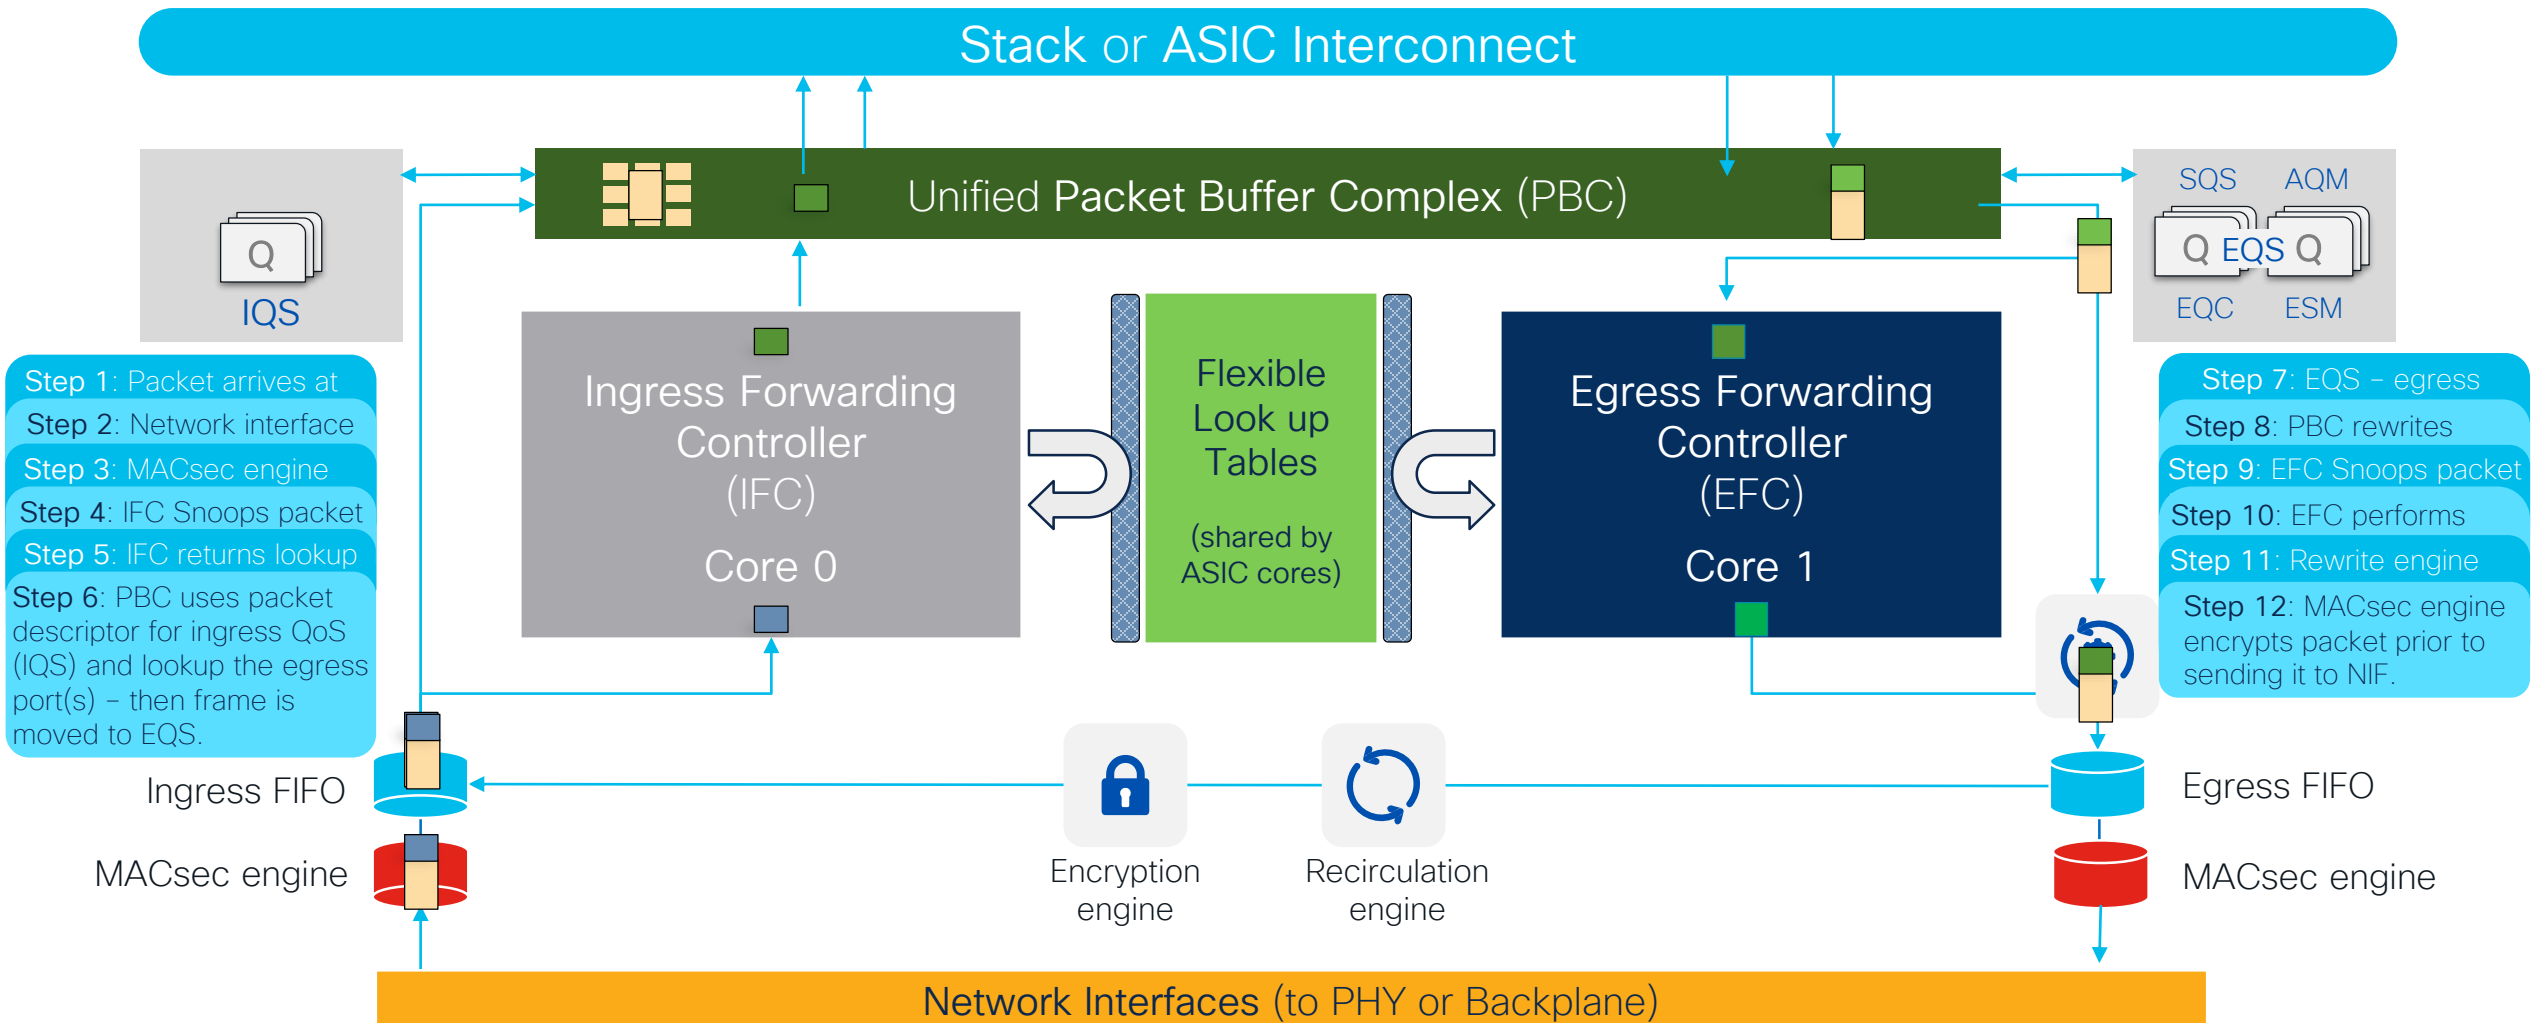 Stack or ASIC Interconnect
Unified Packet Buffer Complex (PBC)
Q
IQS
SQS AQM
Q EQS Q
EQC ESM
Step 1: Packet arrives at
Step 2: Network interface
Step 3: MACsec engine
Step 4: IFC Snoops packet
Step 5: IFC returns lookup
Step 6: PBC uses packet
descriptor for ingress QoS
(IQS) and lookup the egress
port(s) – then frame is
moved to EQS.
Ingress Forwarding
Controller
(IFC)
Core 0
Flexible
Look up
Tables
(shared by
ASIC cores)
Egress Forwarding
Controller
(EFC)
Core 1
Step 7: EQS – egress
Step 8: PBC rewrites
Step 9: EFC Snoops packet
Step 10: EFC performs
Step 11: Rewrite engine
Step 12: MACsec engine
encrypts packet prior to
sending it to NIF.
Ingress FIFO
MACsec engine
Encryption
engine
Recirculation
engine
Egress FIFO
MACsec engine
Network Interfaces (to PHY or Backplane)